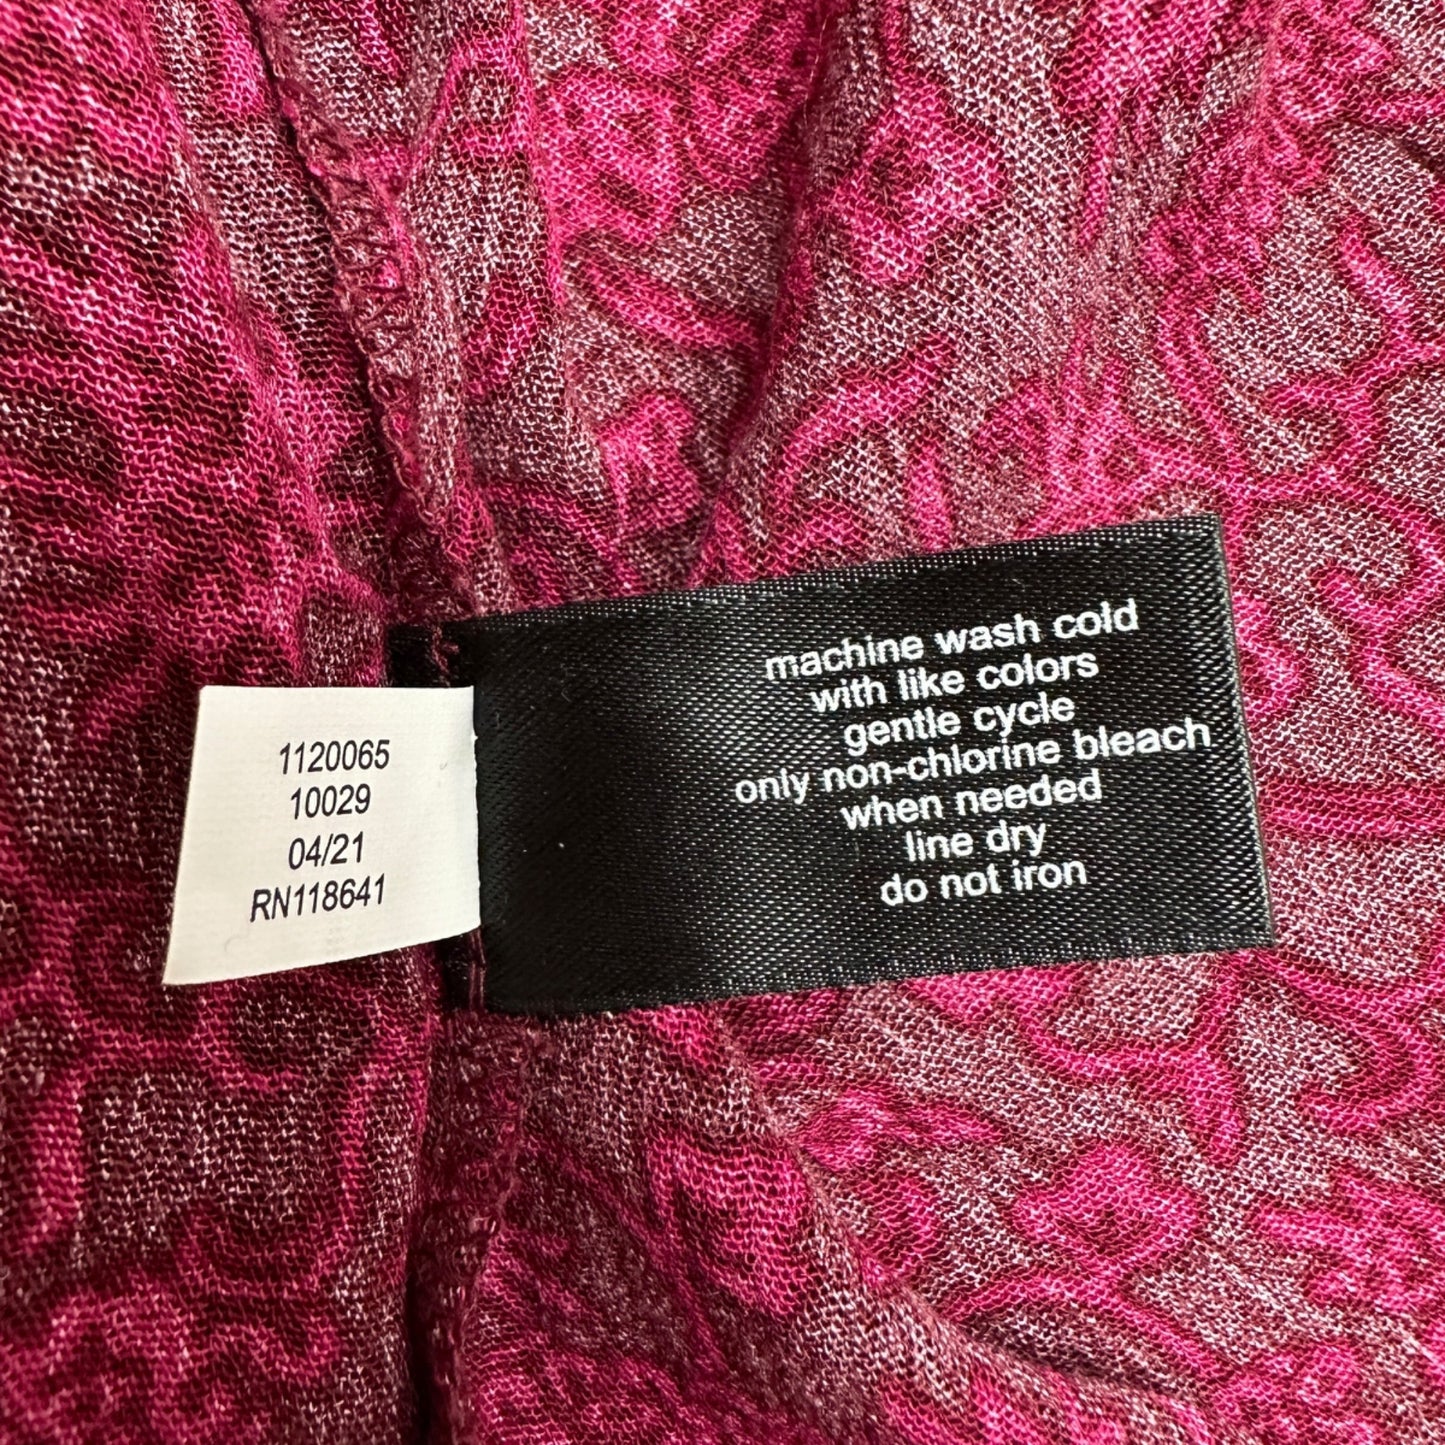 1120065
10029
04/21
RN118641
machine wash cold
with like colors
gentle cycle
only non-chlorine bleach
when needed
line dry
do not iron